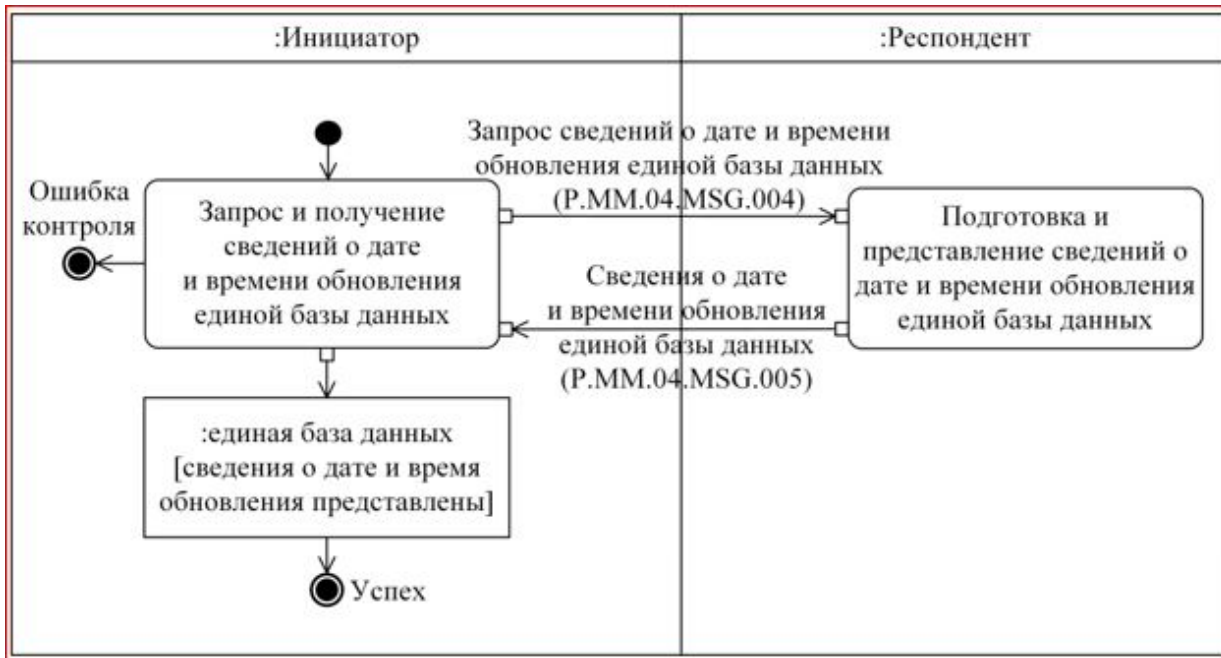 :Инициатор
:Респондент
Запрос сведений о дате и времени
обновления единой базы данных
(P.MM.04.MSG.004)
Ошибка
контроля
Запрос и получение
сведений о дате
и времени обновления
единой базы данных
Подготовка и
представление сведений о
дате и времени обновления
единой базы данных
Сведения о дате
и времени обновления
единой базы данных
(P.MM.04.MSG.005)
:единая база данных
[сведения о дате и время
обновления представлены]
Успех